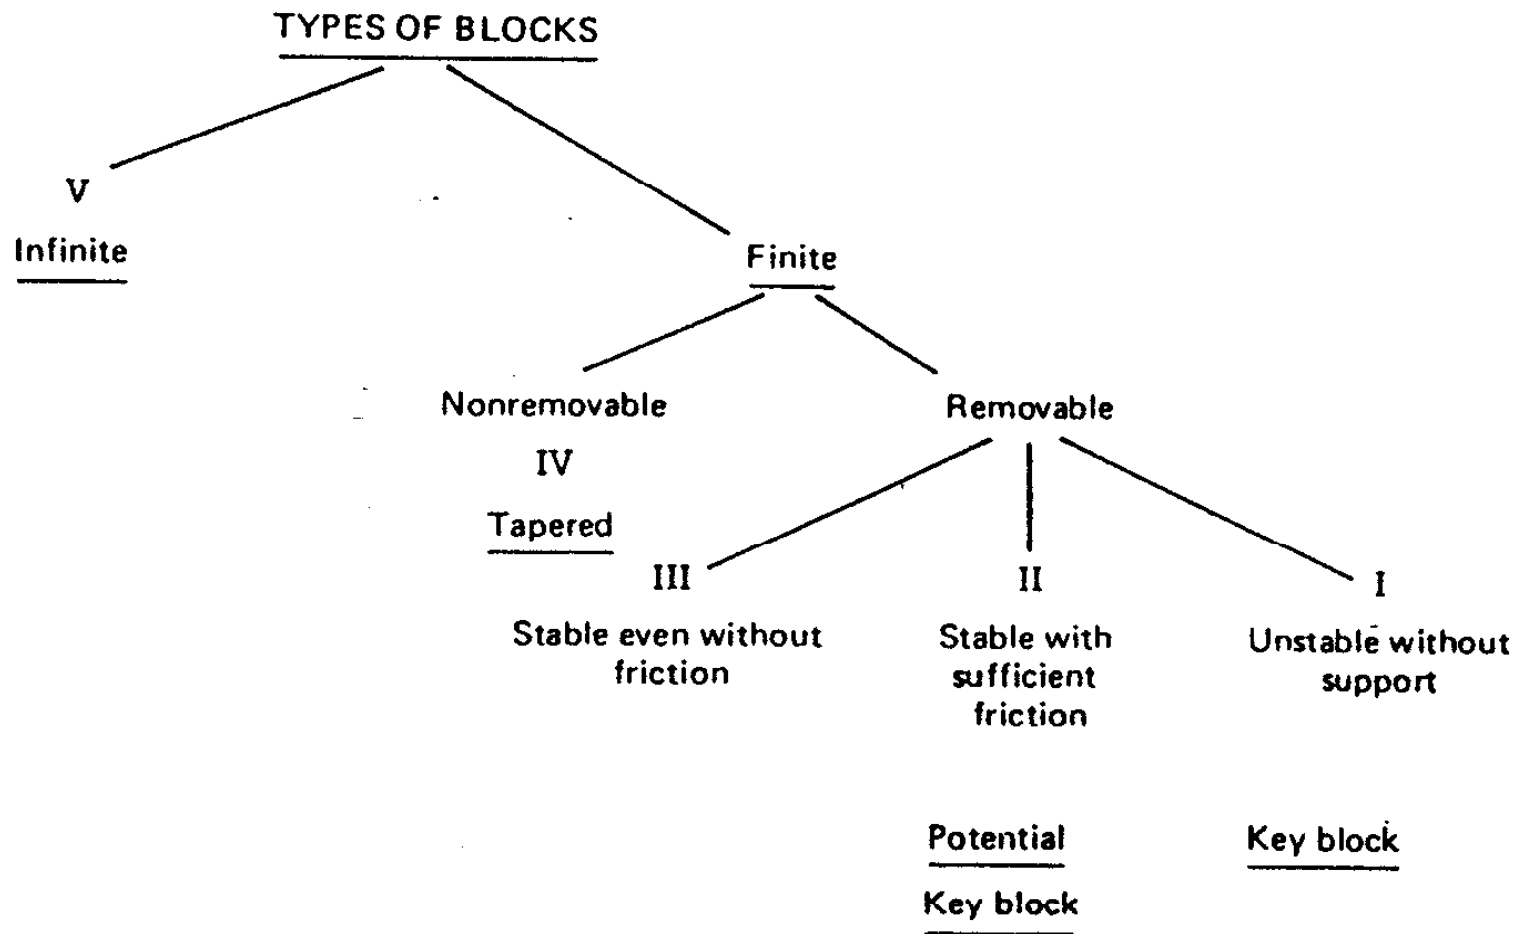 TYPES OF BLOCKS
V
Infinite
Finite
Nonremovable
IV
Tapered
Removable
III
Stable even without
friction
II
Stable with
sufficient
friction
Potential
Key block
I
Unstable without
support
Key block